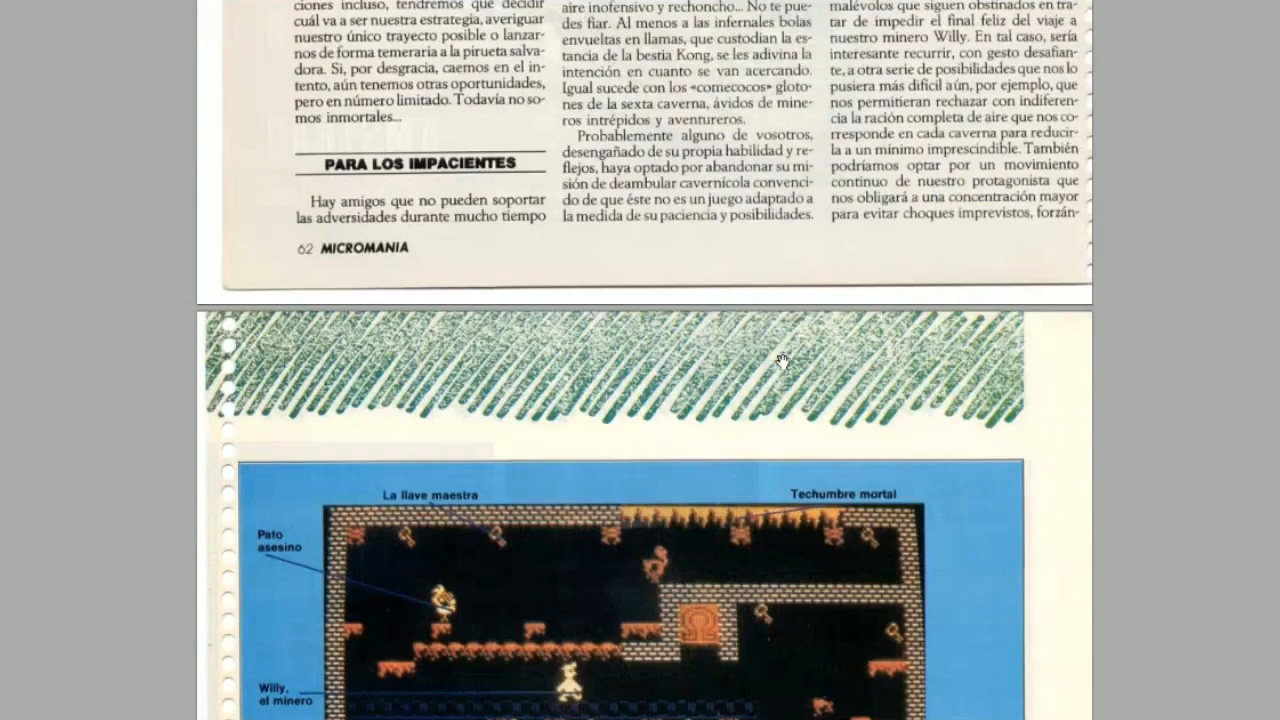 ciones incluso, tendremos que decidir
cuál va a ser nuestra estrategia, averiguar
nuestro único trayecto posible o lanzar-
nos de forma temeraria a la pirueta salva-
dora. Si, por desgracia, caemos en el in-
tento, aún tenemos otras oportunidades,
pero en número limitado. Todavía no so-
mos inmortales...
PARA LOS IMPACIENTES
Hay amigos que no pueden soportar
las adversidades durante mucho tiempo
aire inofensivo y rechoncho... No te pue-
des fiar. Al menos a las infernales bolas
envueltas en llamas, que custodian la es-
tancia de la bestia Kong, se les adivina la
intención en cuanto se van acercando.
Igual sucede con los «comecocos» gloto-
nes de la sexta caverna, ávidos de mine-
ros intrépidos y aventureros.
Probablemente alguno de vosotros,
desengañado de su propia habilidad y re-
flejos, haya optado por abandonar su mi-
sión de deambular cavernícola convenci-
do de que éste no es un juego adaptado a
la medida de su paciencia y posibilidades.
malévolos que siguen obstinados en tra-
tar de impedir el final feliz del viaje a
nuestro minero Willy. En tal caso, sería
interesante recurrir, con gesto desafian-
te, a otra serie de posibilidades que nos lo
pusiera más difícil aún, por ejemplo, que
nos permitieran rechazar con indiferen-
cia la ración completa de aire que nos co-
rresponde en cada caverna para reducir-
la a un mínimo imprescindible. También
podríamos optar por un movimiento
continuo de nuestro protagonista que
nos obligará a una concentración mayor
para evitar choques imprevistos, forzán-
62 MICROMANIA
La llave maestra
Techumbre mortal
Pato
asesino
Willy,
el minero